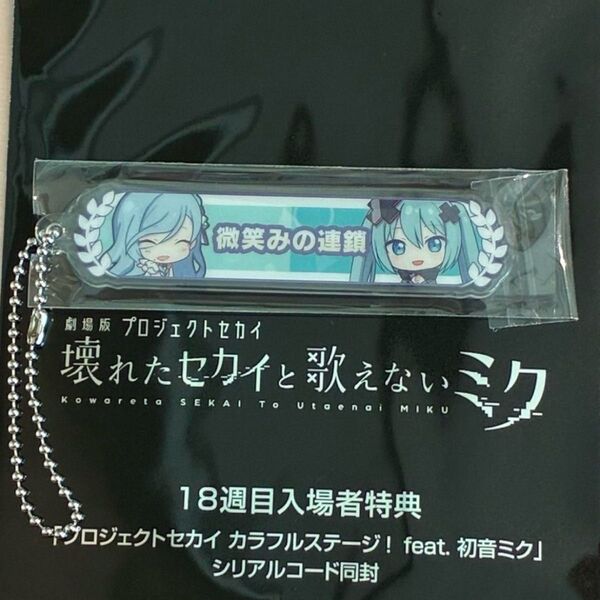 微笑みの連鎖
劇場版 プロジェクトセカイ
壊れたセカイと歌えないミク
Kowareta SEKAI To Utaenai MIKU
18週目入場者特典
「プロジェクトセカイ カラフルステージ! feat. 初音ミク」
シリアルコード同封